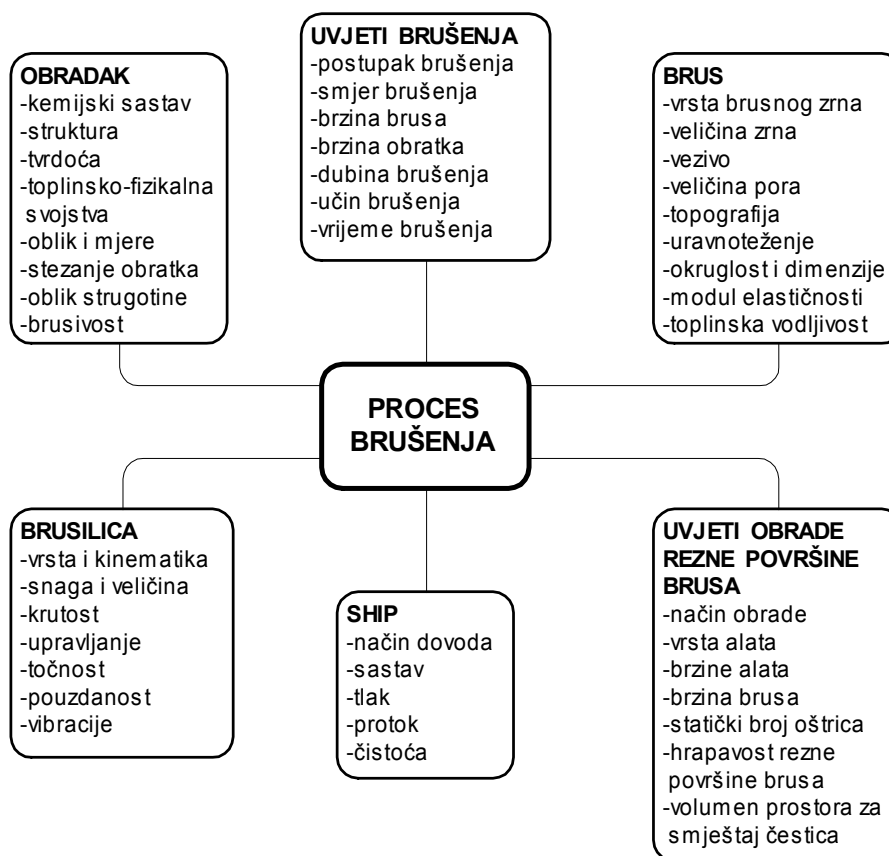 UVJETI BRUŠENJA
-postupak brušenja
-smjer brušenja
-brzina brusa
-brzina obratka
-dubina brušenja
-učin brušenja
-vrijeme brušenja
OBRADAK
-kemijski sastav
-struktura
-tvrdoća
-toplinsko-fizikalna
svojstva
-oblik i mjere
-stezanje obratka
-oblik strugotine
-brusivost
BRUS
-vrsta brusnog zrna
-veličina zrna
-vezivo
-veličina pora
-topografija
-uravnoteženje
-okruglost i dimenzije
-modul elastičnosti
-toplinska vodljivost
PROCES
BRUŠENJA
BRUSILICA
-vrsta i kinematika
-snaga i veličina
-krutost
-upravljanje
-točnost
-pouzdanost
-vibracije
SHIP
-način dovoda
-sastav
-tlak
-protok
-čistoća
UVJETI OBRADE
REZNE POVRŠINE
BRUSA
-način obrade
-vrsta alata
-brzine alata
-brzina brusa
-statički broj oštrica
-hrapavost rezne
površine brusa
-volumen prostora za
smještaj čestica